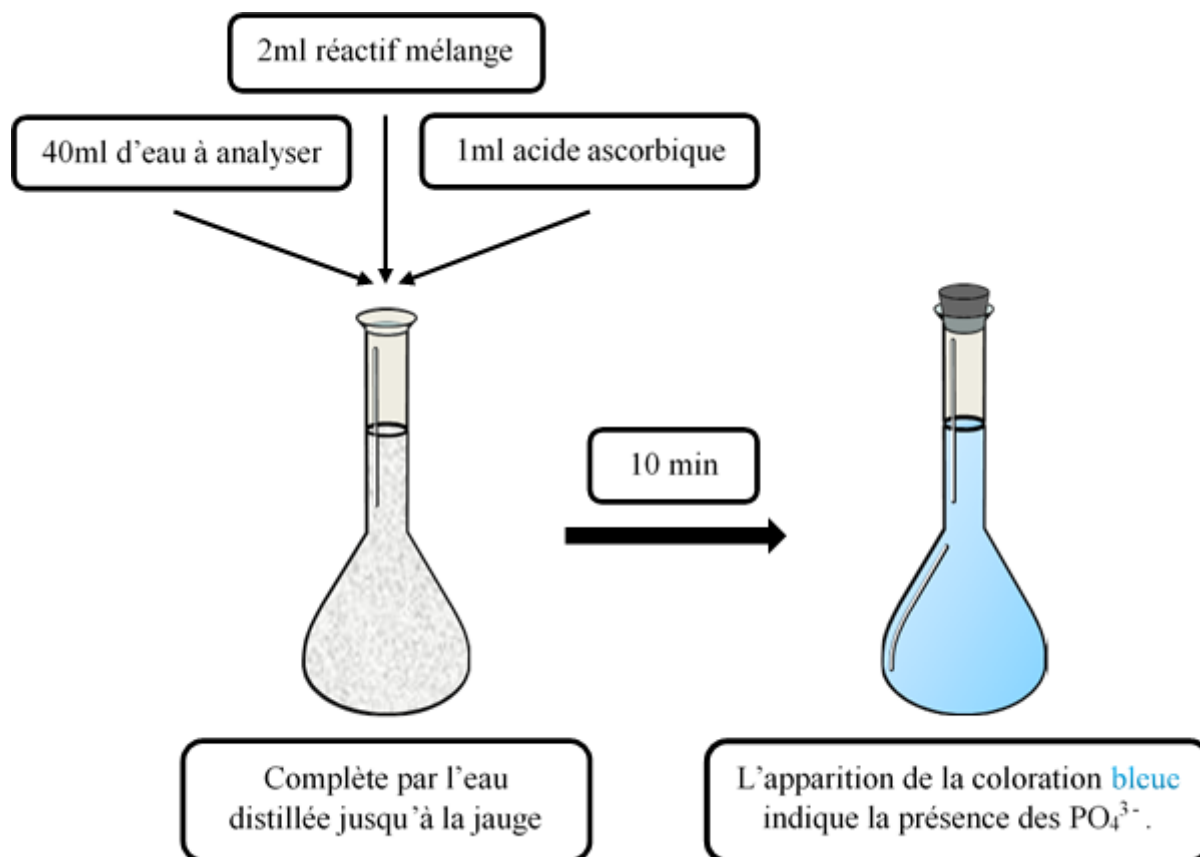 2ml réactif mélange
40ml d'eau à analyser
1ml acide ascorbique
10 min
Complète par l'eau
distillée jusqu'à la jauge
L'apparition de la coloration bleue
indique la présence des PO₄³⁻.